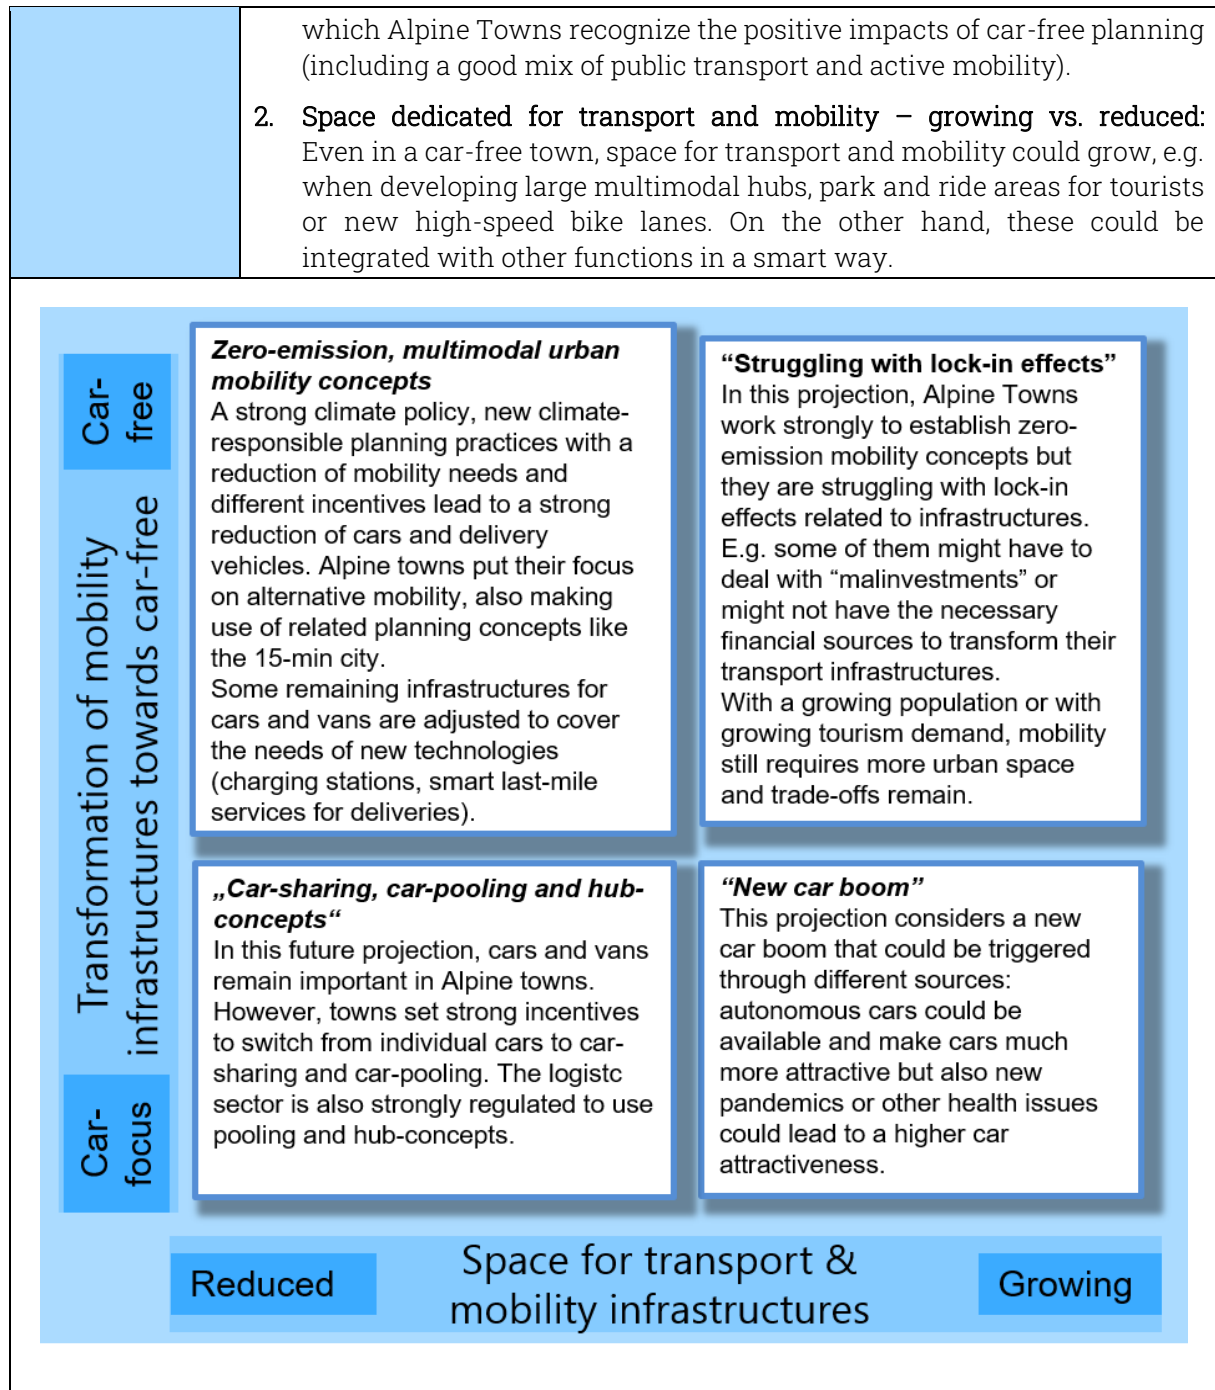 which Alpine Towns recognize the positive impacts of car-free planning
(including a good mix of public transport and active mobility).
2. Space dedicated for transport and mobility – growing vs. reduced:
Even in a car-free town, space for transport and mobility could grow, e.g.
when developing large multimodal hubs, park and ride areas for tourists
or new high-speed bike lanes. On the other hand, these could be
integrated with other functions in a smart way.
Car-
free
Transformation of mobility
infrastructures towards car-free
Car-
focus
Zero-emission, multimodal urban
mobility concepts
A strong climate policy, new climate-
responsible planning practices with a
reduction of mobility needs and
different incentives lead to a strong
reduction of cars and delivery
vehicles. Alpine towns put their focus
on alternative mobility, also making
use of related planning concepts like
the 15-min city.
Some remaining infrastructures for
cars and vans are adjusted to cover
the needs of new technologies
(charging stations, smart last-mile
services for deliveries).
“Struggling with lock-in effects”
In this projection, Alpine Towns
work strongly to establish zero-
emission mobility concepts but
they are struggling with lock-in
effects related to infrastructures.
E.g. some of them might have to
deal with “malinvestments” or
might not have the necessary
financial sources to transform their
transport infrastructures.
With a growing population or with
growing tourism demand, mobility
still requires more urban space
and trade-offs remain.
„Car-sharing, car-pooling and hub-
concepts“
In this future projection, cars and vans
remain important in Alpine towns.
However, towns set strong incentives
to switch from individual cars to car-
sharing and car-pooling. The logistc
sector is also strongly regulated to use
pooling and hub-concepts.
“New car boom”
This projection considers a new
car boom that could be triggered
through different sources:
autonomous cars could be
available and make cars much
more attractive but also new
pandemics or other health issues
could lead to a higher car
attractiveness.
Reduced
Space for transport &
mobility infrastructures
Growing